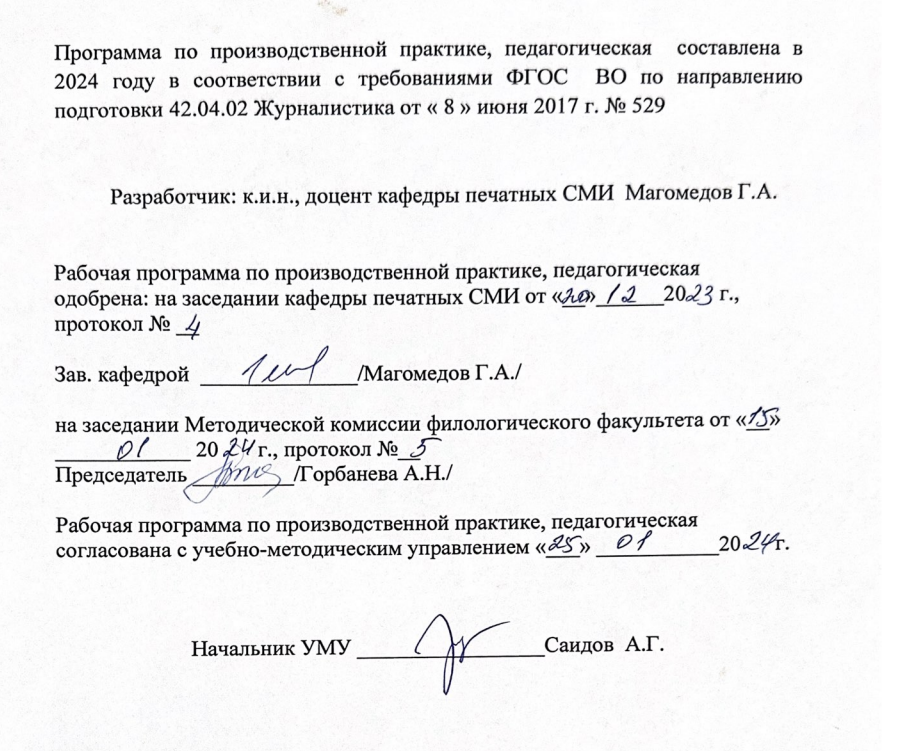 Программа по производственной практике, педагогическая составлена в
2024 году в соответствии с требованиями ФГОС ВО по направлению
подготовки 42.04.02 Журналистика от « 8 » июня 2017 г. № 529
Разработчик: к.и.н., доцент кафедры печатных СМИ Магомедов Г.А.
Рабочая программа по производственной практике, педагогическая
одобрена: на заседании кафедры печатных СМИ от «20» 12 2023 г.,
протокол № 4
Зав. кафедрой /Магомедов Г.А./
на заседании Методической комиссии филологического факультета от «15»
01 2024 г., протокол № 5
Председатель /Горбанева А.Н./
Рабочая программа по производственной практике, педагогическая
согласована с учебно-методическим управлением «25» 01 2024г.
Начальник УМУ Саидов А.Г.